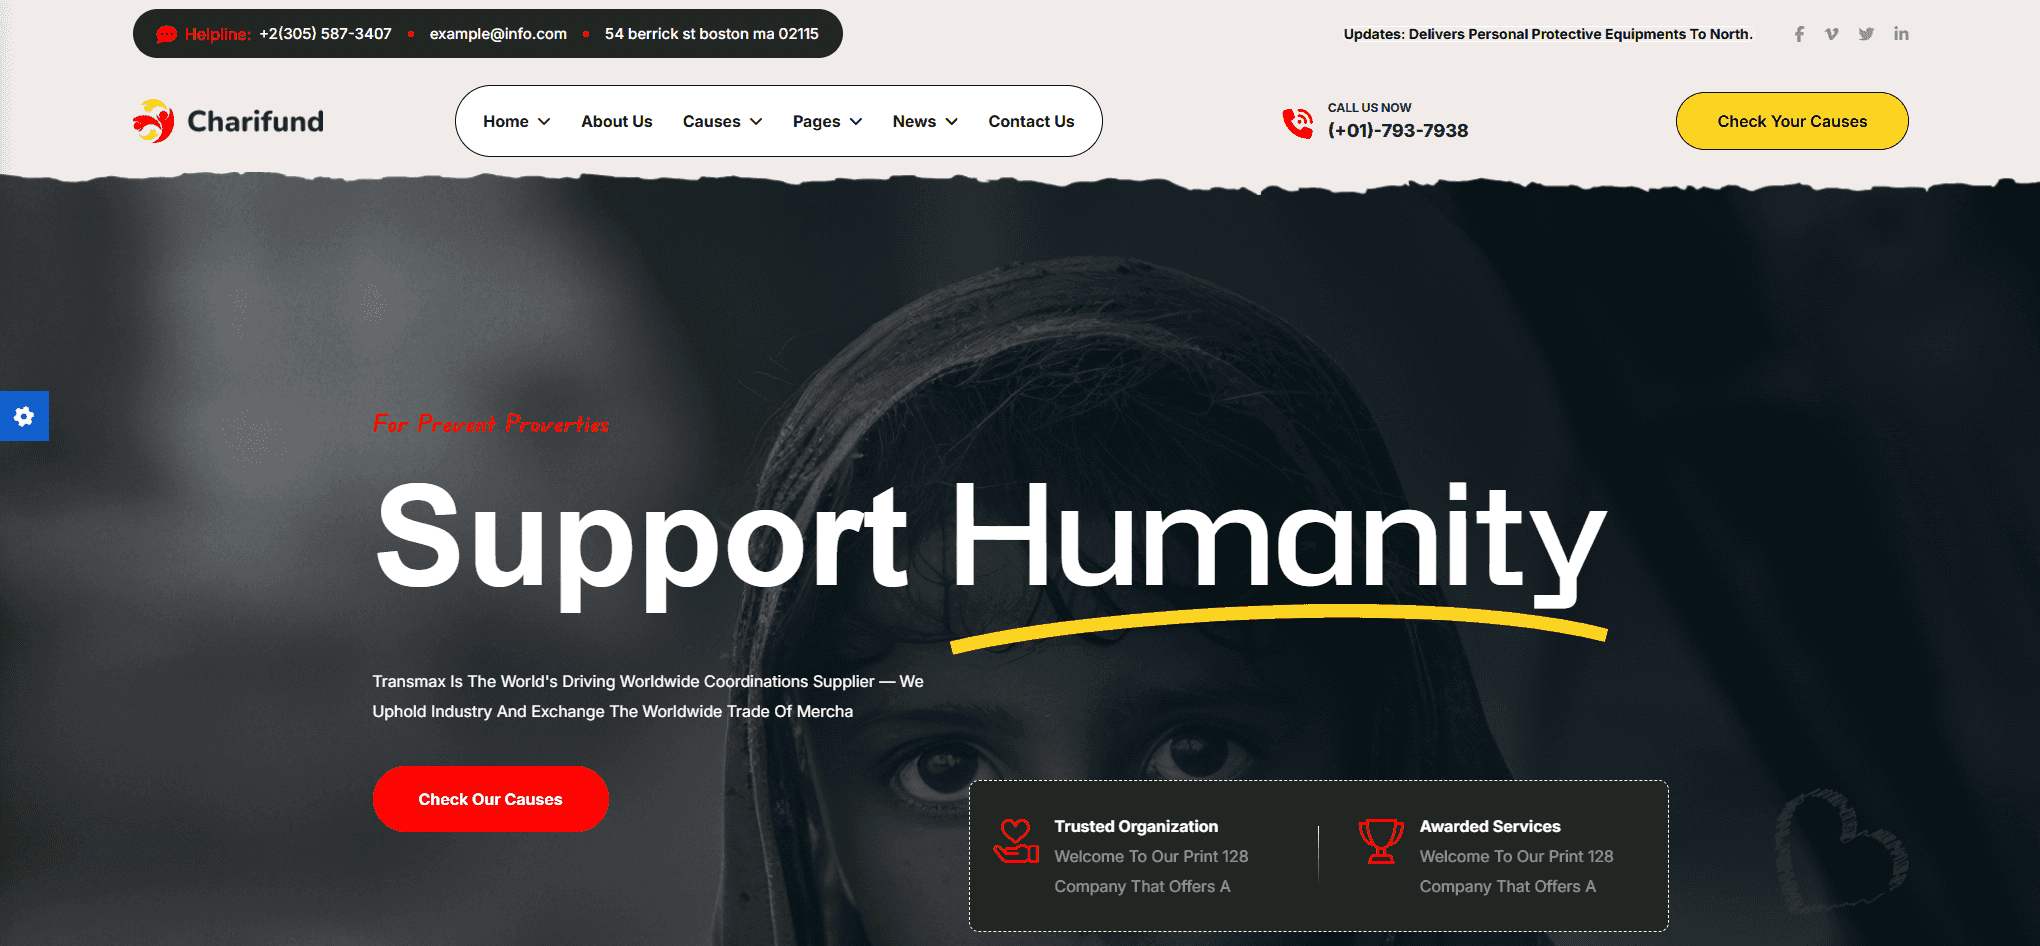 Helpline: +2(305) 587-3407 example@info.com 54 berrick st boston ma 02115
Updates: Delivers Personal Protective Equipments To North.
Charifund
Home About Us Causes Pages News Contact Us
CALL US NOW
(+01)-793-7938
Check Your Causes
For Prevent Proverties
Support Humanity
Transmax Is The World's Driving Worldwide Coordinations Supplier — We
Uphold Industry And Exchange The Worldwide Trade Of Mercha
Check Our Causes
Trusted Organization
Welcome To Our Print 128
Company That Offers A
Awarded Services
Welcome To Our Print 128
Company That Offers A